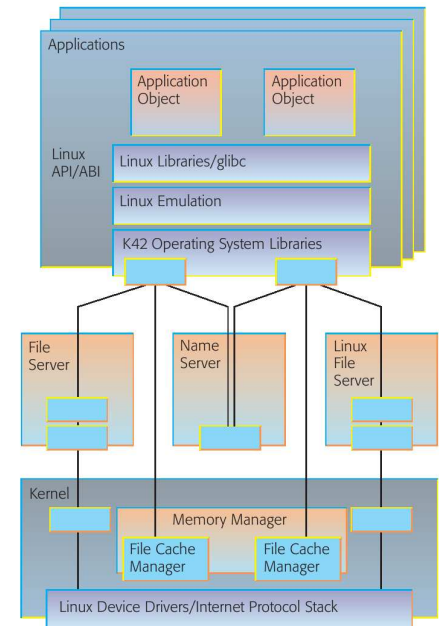 Applications
Application
Object
Application
Object
Linux
API/ABI
Linux Libraries/glibc
Linux Emulation
K42 Operating System Libraries
File
Server
Name
Server
Linux
File
Server
Kernel
Memory Manager
File Cache
Manager
File Cache
Manager
Linux Device Drivers/Internet Protocol Stack